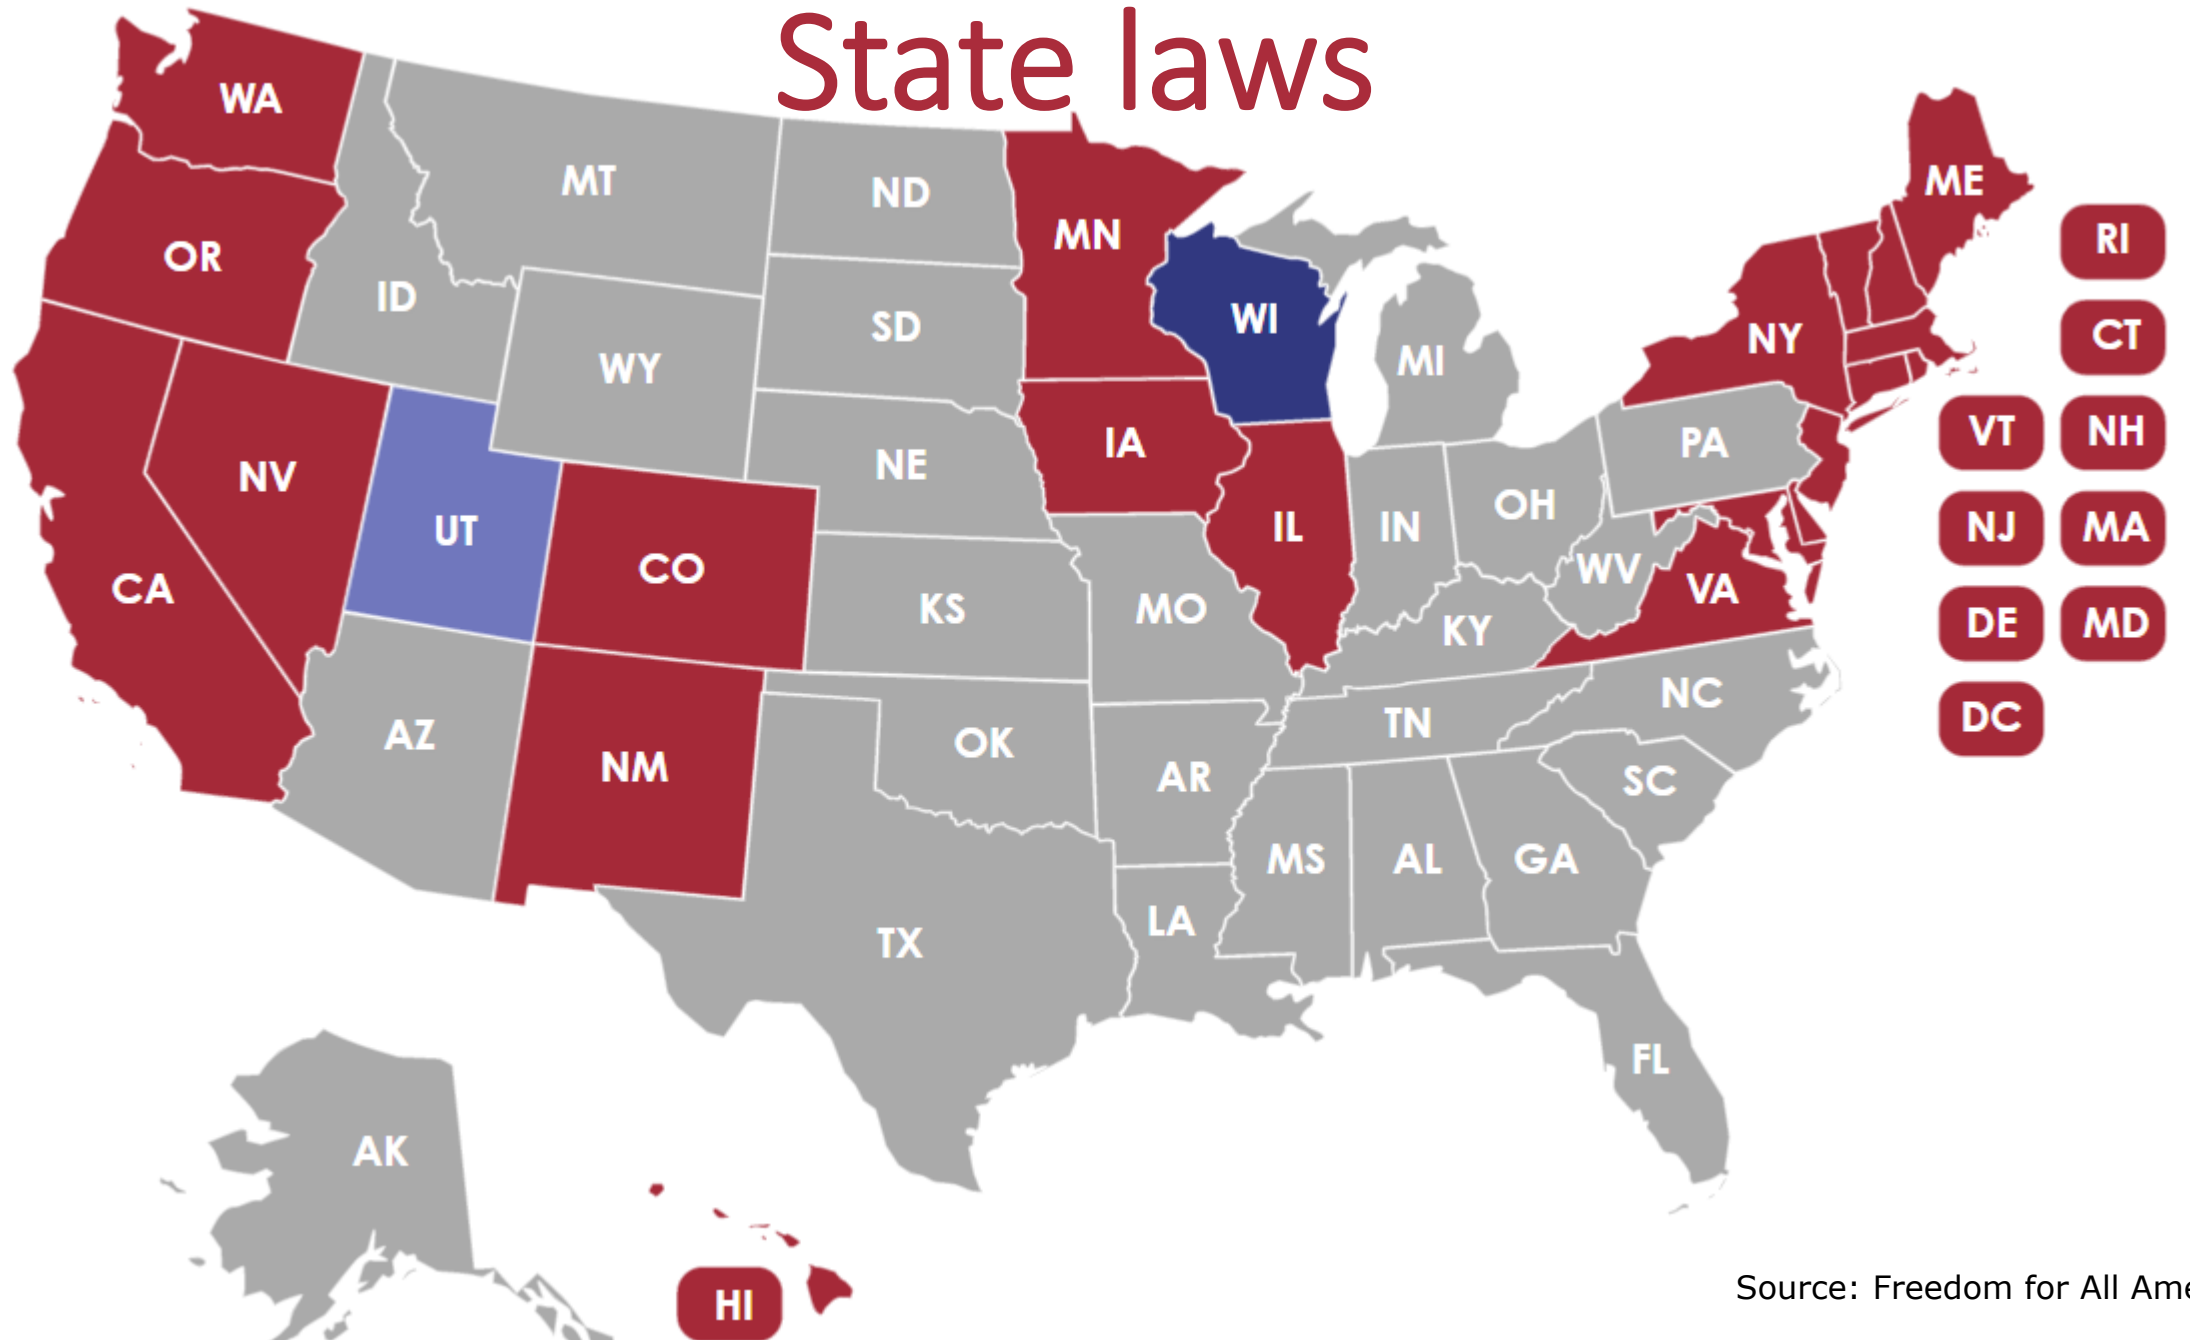 State laws
WA
MT
ND
MN
ME
OR
ID
SD
WI
RI
WY
MI
NY
CT
NV
UT
NE
IA
PA
VT
NH
CO
IL
IN
OH
NJ
MA
CA
KS
MO
WV
VA
KY
DE
MD
AZ
NM
OK
TN
NC
DC
AR
SC
TX
MS
AL
GA
LA
FL
AK
HI
Source: Freedom for All Ame